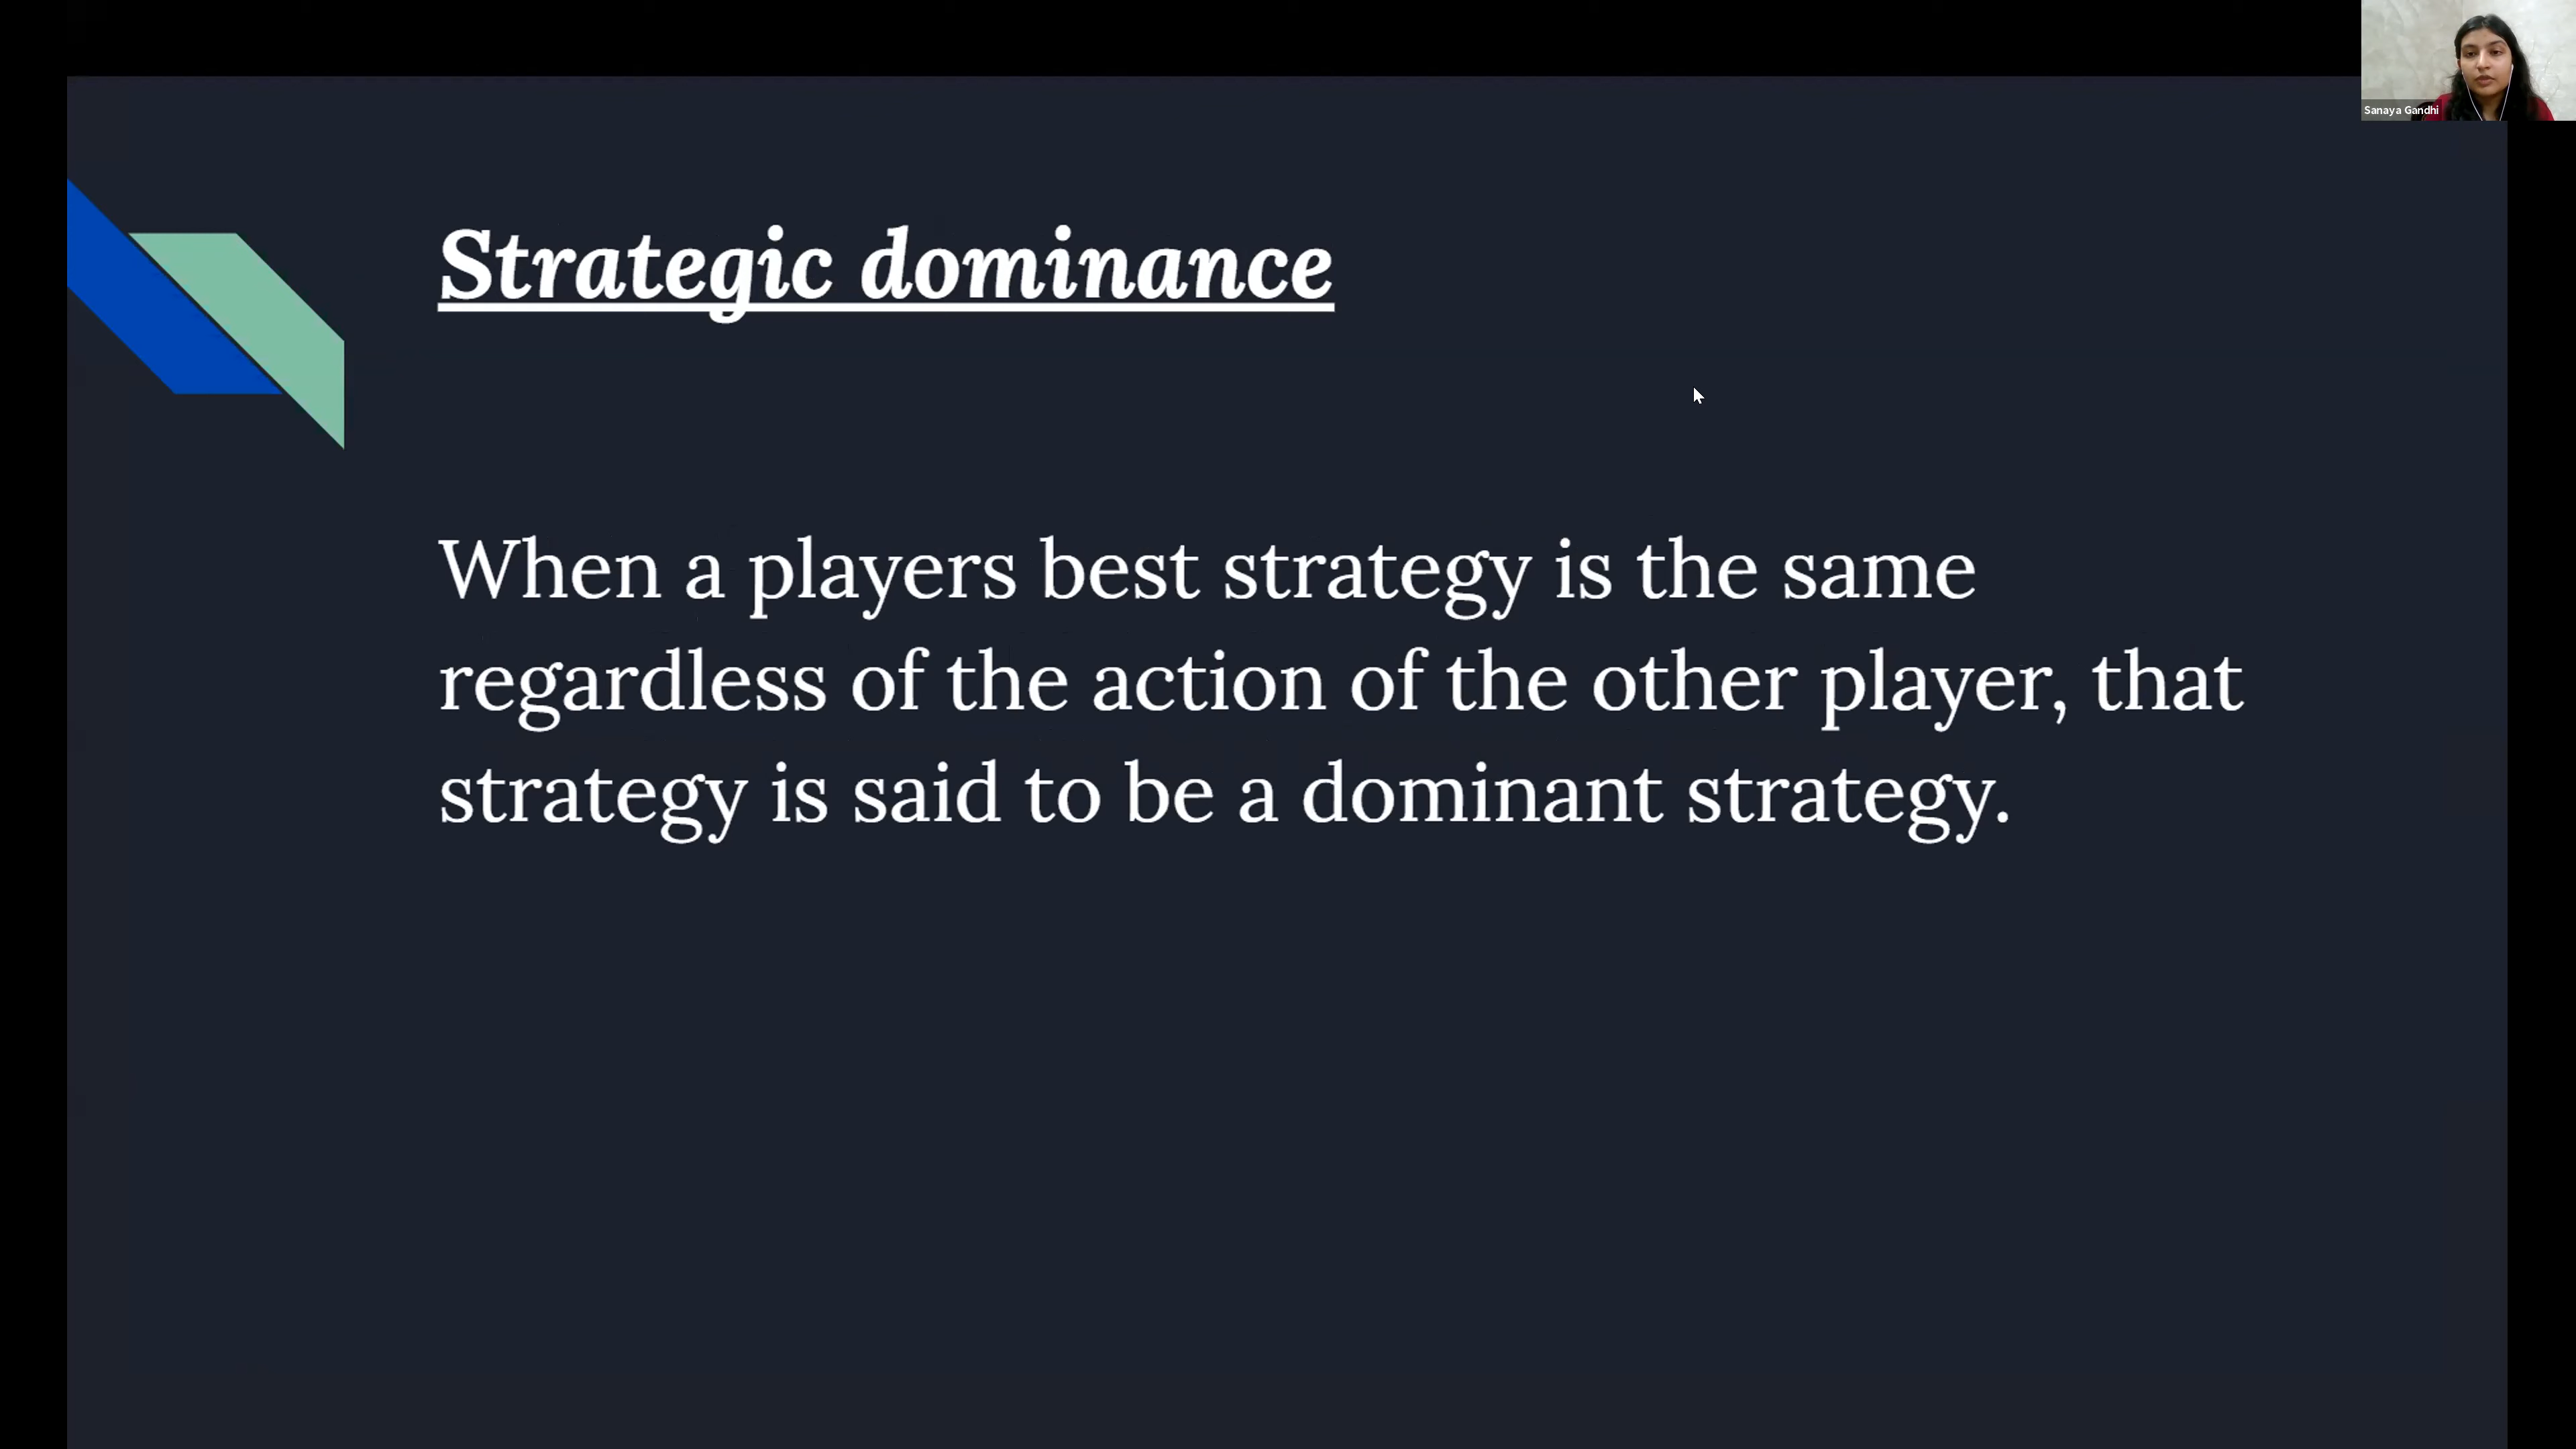 Sanaya Gandhi
Strategic dominance
When a players best strategy is the same
regardless of the action of the other player, that
strategy is said to be a dominant strategy.